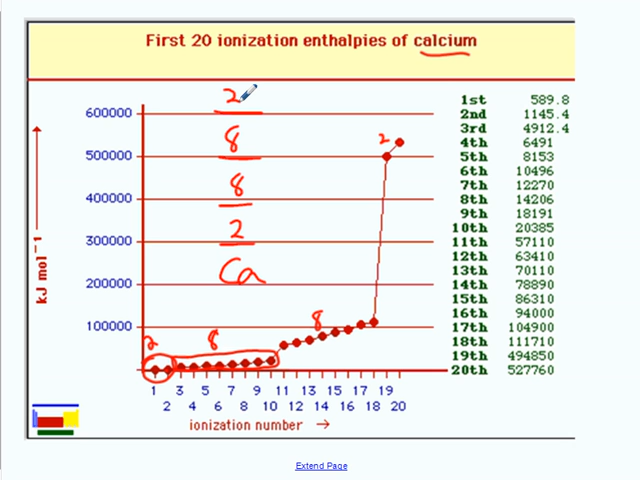 First 20 ionization enthalpies of calcium
kJ mol⁻¹
600000
500000
400000
300000
200000
100000
2
8
8
2
Ca
2
8
8
2
1 3 5 7 9 11 13 15 17 19
2 4 6 8 10 12 14 16 18 20
ionization number →
1st 589.8
2nd 1145.4
3rd 4912.4
4th 6491
5th 8153
6th 10496
7th 12270
8th 14206
9th 18191
10th 20385
11th 57110
12th 63410
13th 70110
14th 78890
15th 86310
16th 94000
17th 104900
18th 111710
19th 494850
20th 527760
Extend Page